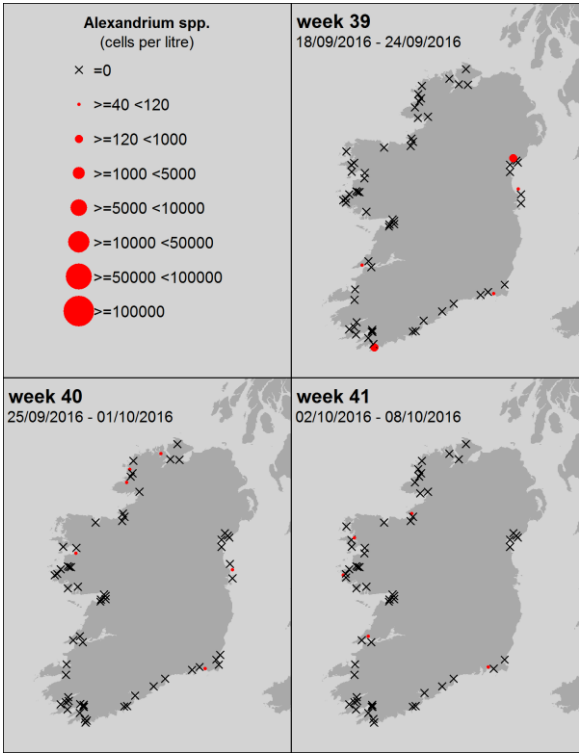 Alexandrium spp.
(cells per litre)
=0
>=40 <120
>=120 <1000
>=1000 <5000
>=5000 <10000
>=10000 <50000
>=50000 <100000
>=100000
week 39
18/09/2016 - 24/09/2016
week 40
25/09/2016 - 01/10/2016
week 41
02/10/2016 - 08/10/2016